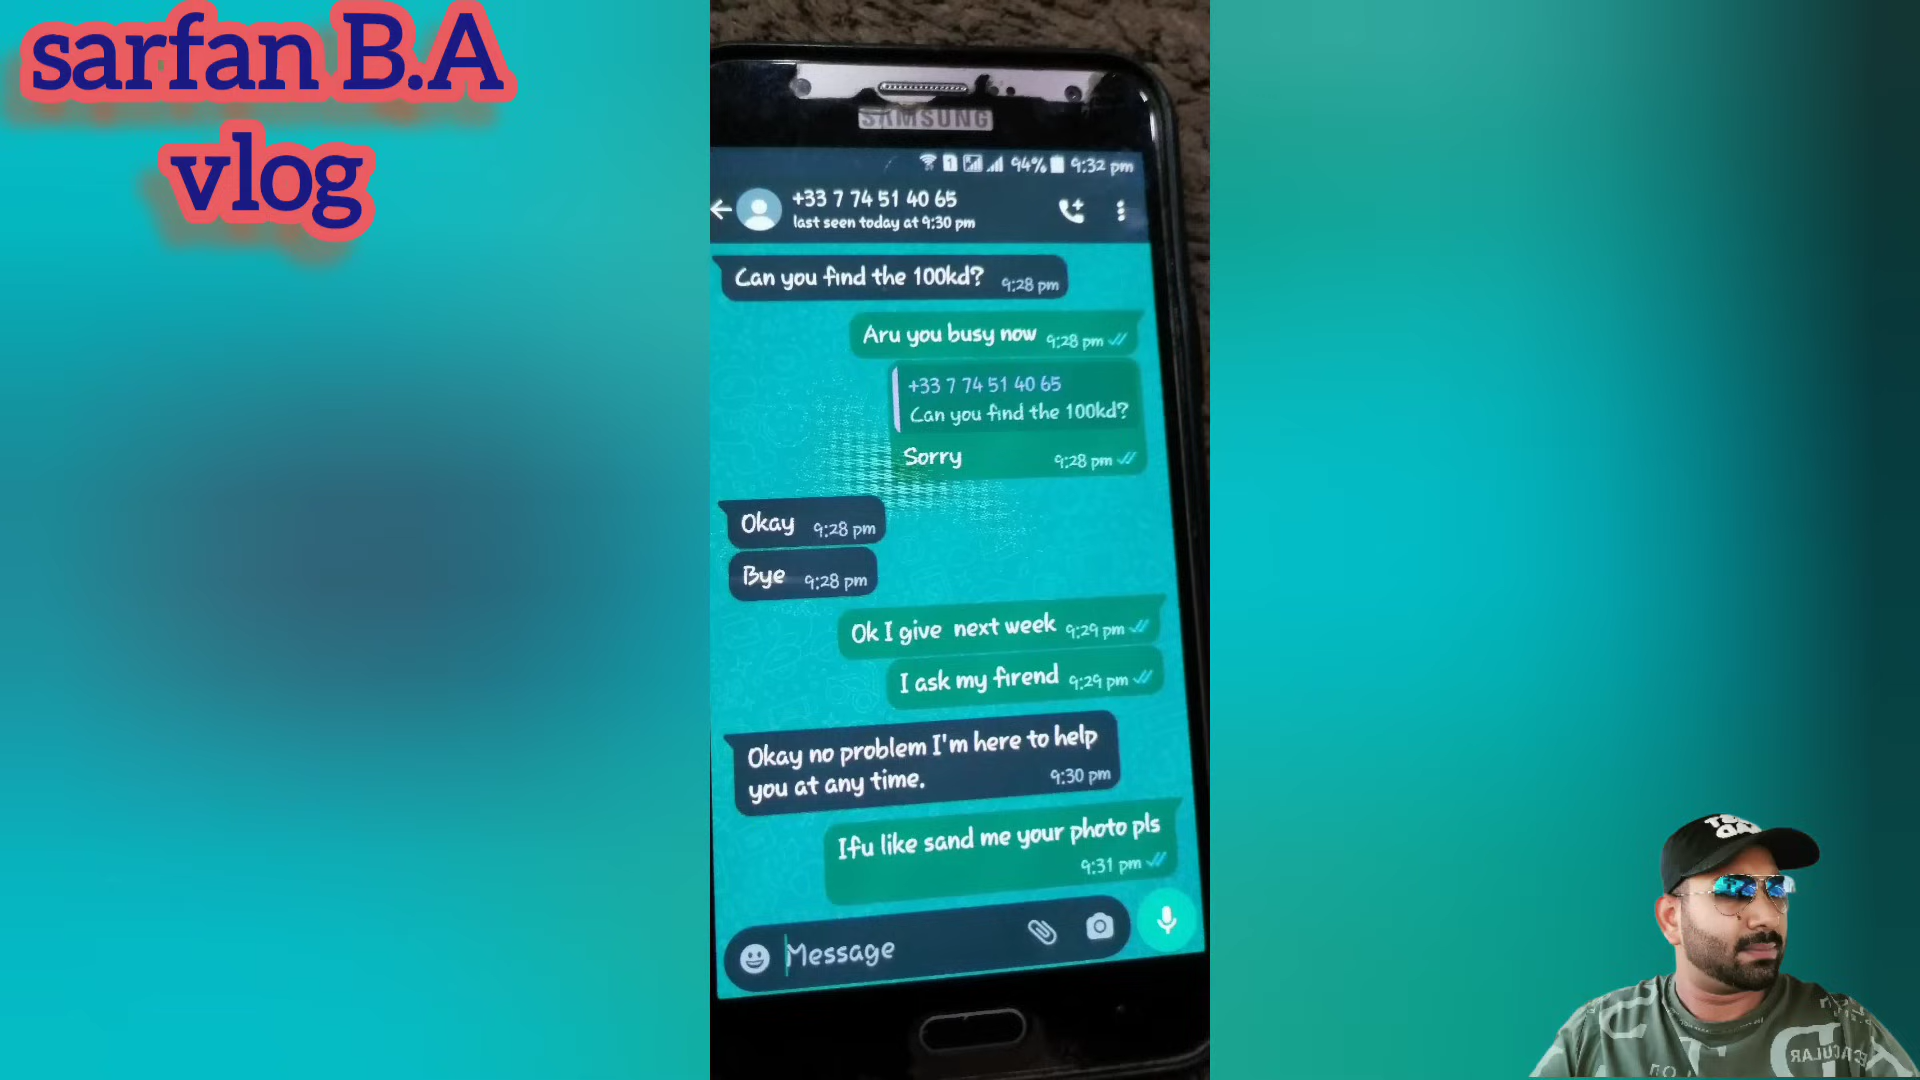 sarfan B.A
vlog
SAMSUNG
94% 9:32 pm
+33 7 74 51 40 65
last seen today at 9:30 pm
Can you find the 100kd? 9:28 pm
Aru you busy now 9:28 pm
+33 7 74 51 40 65
Can you find the 100kd?
Sorry 9:28 pm
Okay 9:28 pm
Bye 9:28 pm
Ok I give next week 9:29 pm
I ask my firend 9:29 pm
Okay no problem I'm here to help
you at any time. 9:30 pm
Ifu like sand me your photo pls
9:31 pm
Message